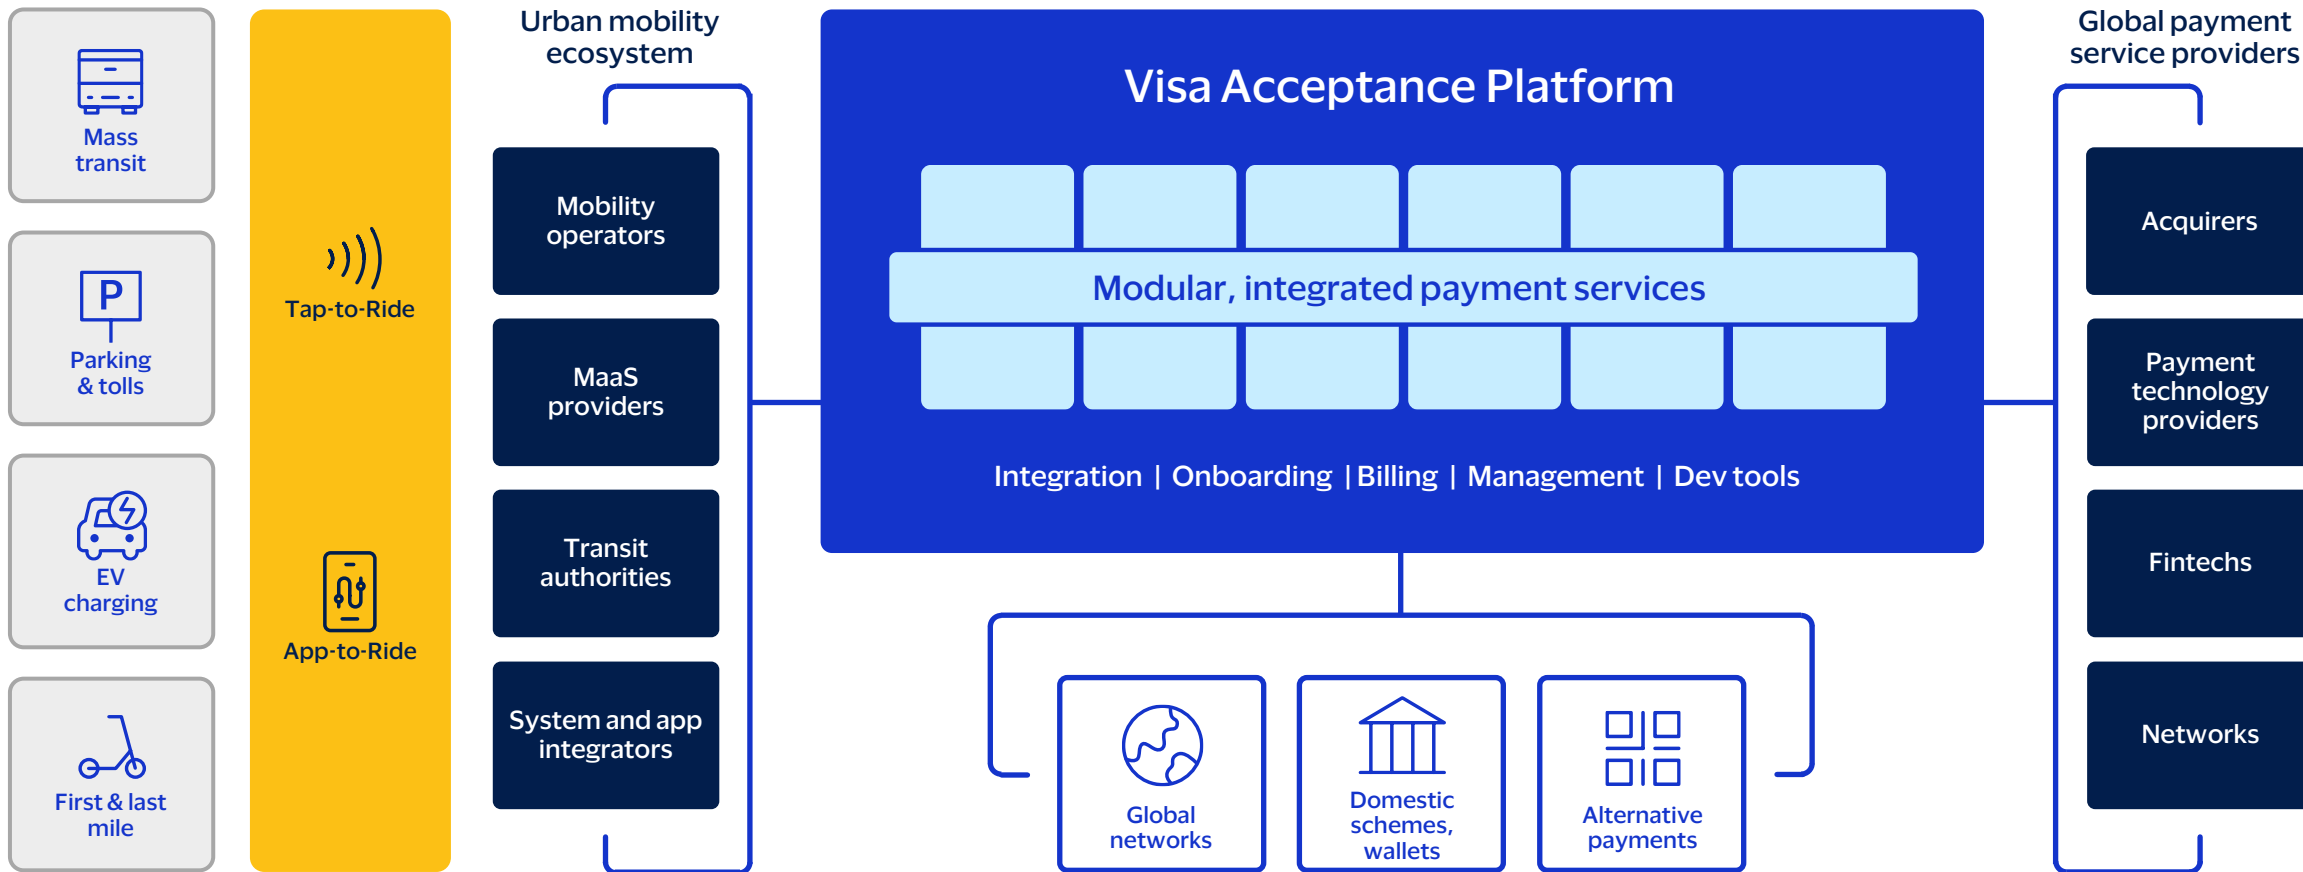 Mass
transit
P
Parking
& tolls
EV
charging
First & last
mile
Tap-to-Ride
App-to-Ride
Urban mobility
ecosystem
Mobility
operators
MaaS
providers
Transit
authorities
System and app
integrators
Visa Acceptance Platform
Modular, integrated payment services
Integration | Onboarding | Billing | Management | Dev tools
Global
networks
Domestic
schemes,
wallets
Alternative
payments
Global payment
service providers
Acquirers
Payment
technology
providers
Fintechs
Networks